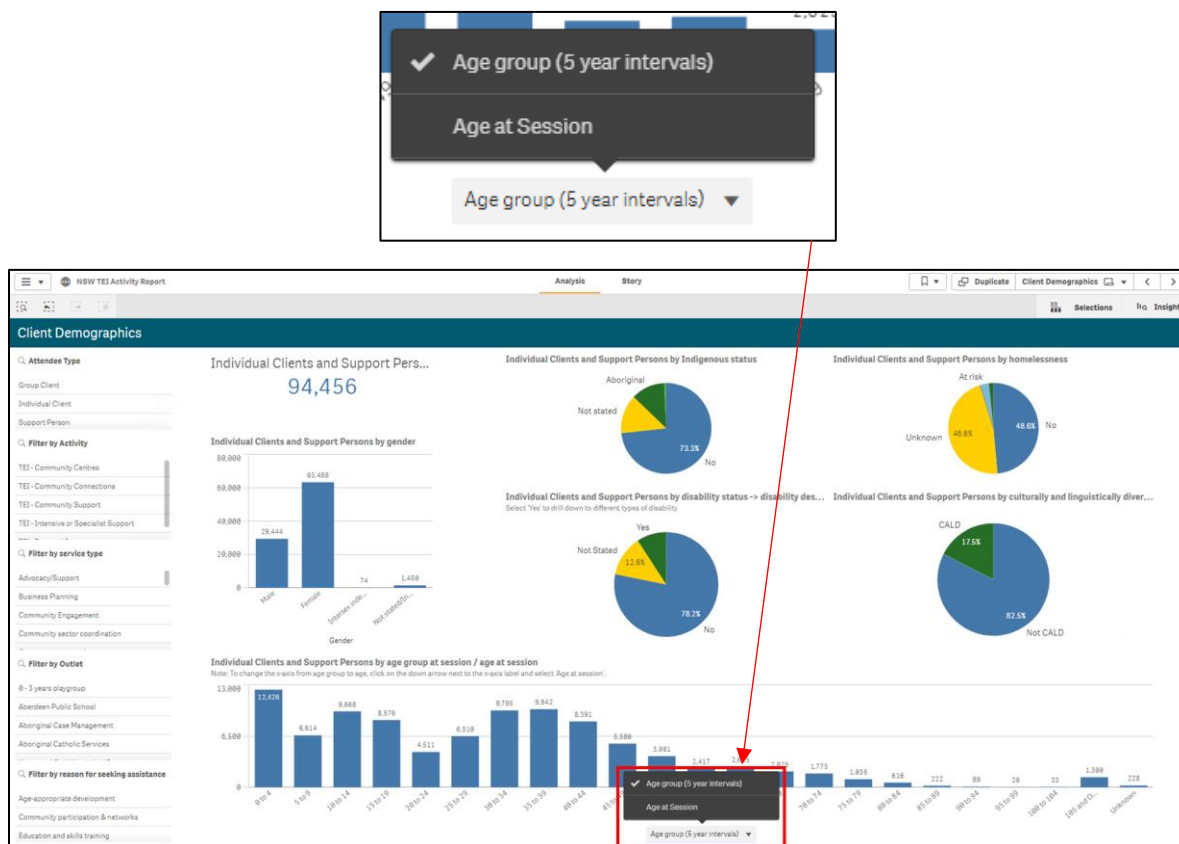 Age group (5 year intervals)
Age at Session
Age group (5 year intervals)
NSW TEI Activity Report
Analysis
Story
Duplicate
Client Demographics
Selections
Insight
Client Demographics
Attendee Type
Group Client
Individual Client
Support Person
Filter by Activity
TEI - Community Centres
TEI - Community Connections
TEI - Community Support
TEI - Intensive or Specialist Support
Filter by service type
Advocacy/Support
Business Planning
Community Engagement
Community sector coordination
Filter by Outlet
0 - 3 years playgroup
Aberdeen Public School
Aboriginal Case Management
Aboriginal Catholic Services
Filter by reason for seeking assistance
Age-appropriate development
Community participation & networks
Education and skills training
Individual Clients and Support Pers...
94,456
Individual Clients and Support Persons by gender
80,000
60,000
40,000
20,000
0
29,444
63,488
74
1,450
Male
Female
Intersex inde...
Not stated/In...
Gender
Individual Clients and Support Persons by Indigenous status
Aboriginal
Not stated
73.3%
No
Individual Clients and Support Persons by homelessness
At risk
Unknown
46.6%
48.6%
No
Individual Clients and Support Persons by disability status -> disability des...
Select 'Yes' to drill down to different types of disability
Yes
Not Stated
12.6%
78.2%
No
Individual Clients and Support Persons by culturally and linguistically diver...
CALD
17.5%
82.5%
Not CALD
Individual Clients and Support Persons by age group at session / age at session
Note: To change the x-axis from age group to age, click on the down arrow next to the x-axis label and select 'Age at session'.
13,000
6,500
0
12,426
6,614
8,576
4,511
6,510
9,795
9,942
8,391
3,981
2,417
1,775
1,055
616
222
89
29
33
1,300
228
0 to 4
5 to 9
10 to 14
15 to 19
20 to 24
25 to 29
30 to 34
35 to 39
40 to 44
70 to 74
75 to 79
80 to 84
85 to 89
90 to 94
95 to 99
100 to 104
105 and O...
Unknown
Age group (5 year intervals)
Age at Session
Age group (5 year intervals)